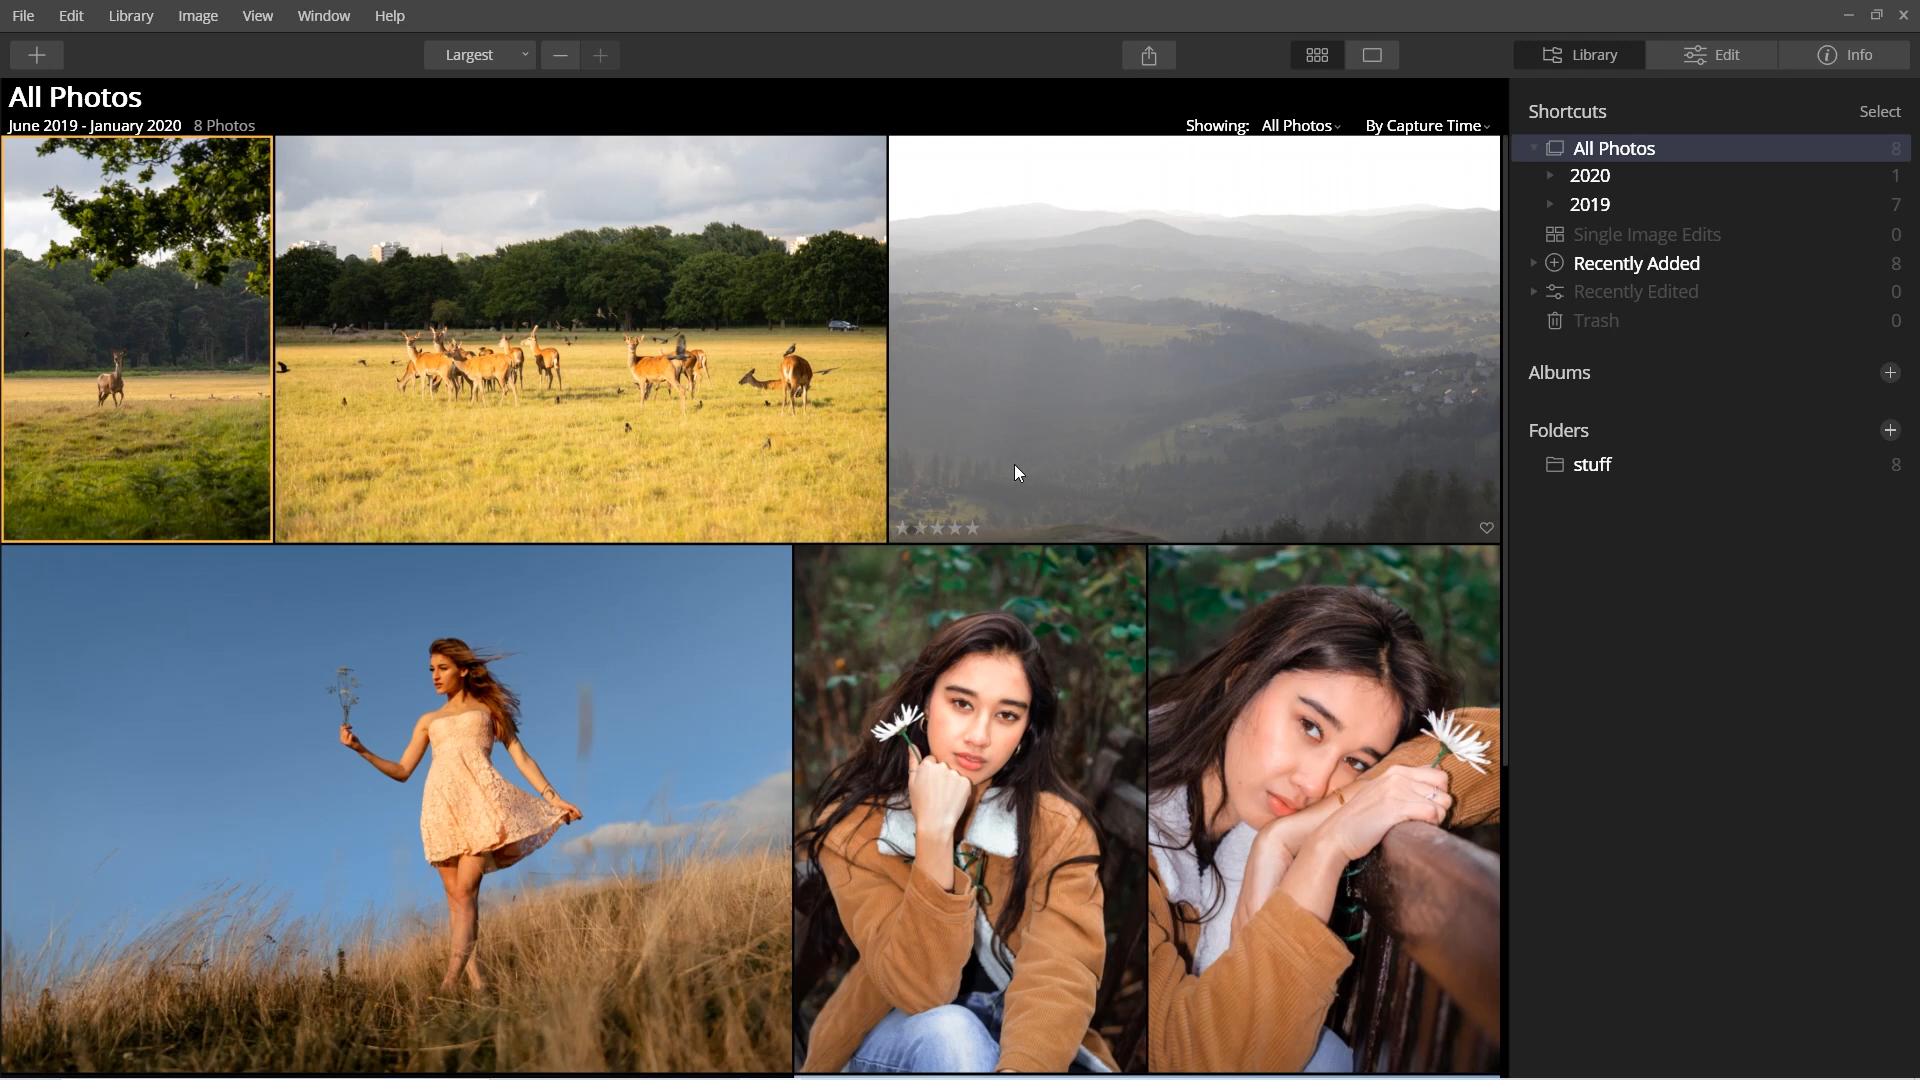 File Edit Library Image View Window Help
Largest
Library Edit Info
All Photos
June 2019 - January 2020 8 Photos
Showing: All Photos By Capture Time
Shortcuts Select
All Photos 8
2020 1
2019 7
Single Image Edits 0
Recently Added 8
Recently Edited 0
Trash 0
Albums
Folders
stuff 8